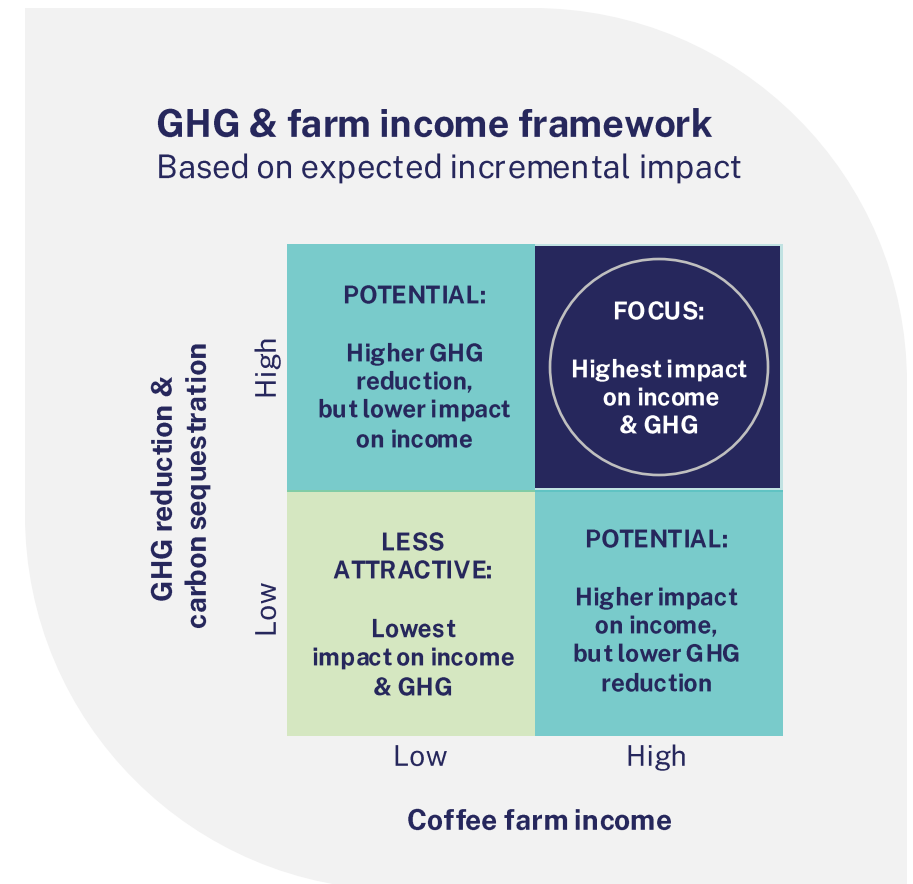 GHG & farm income framework
Based on expected incremental impact
GHG reduction &
carbon sequestration
High
Low
POTENTIAL:
Higher GHG
reduction,
but lower impact
on income
FOCUS:
Highest impact
on income
& GHG
LESS
ATTRACTIVE:
Lowest
impact on income
& GHG
POTENTIAL:
Higher impact
on income,
but lower GHG
reduction
Low
High
Coffee farm income